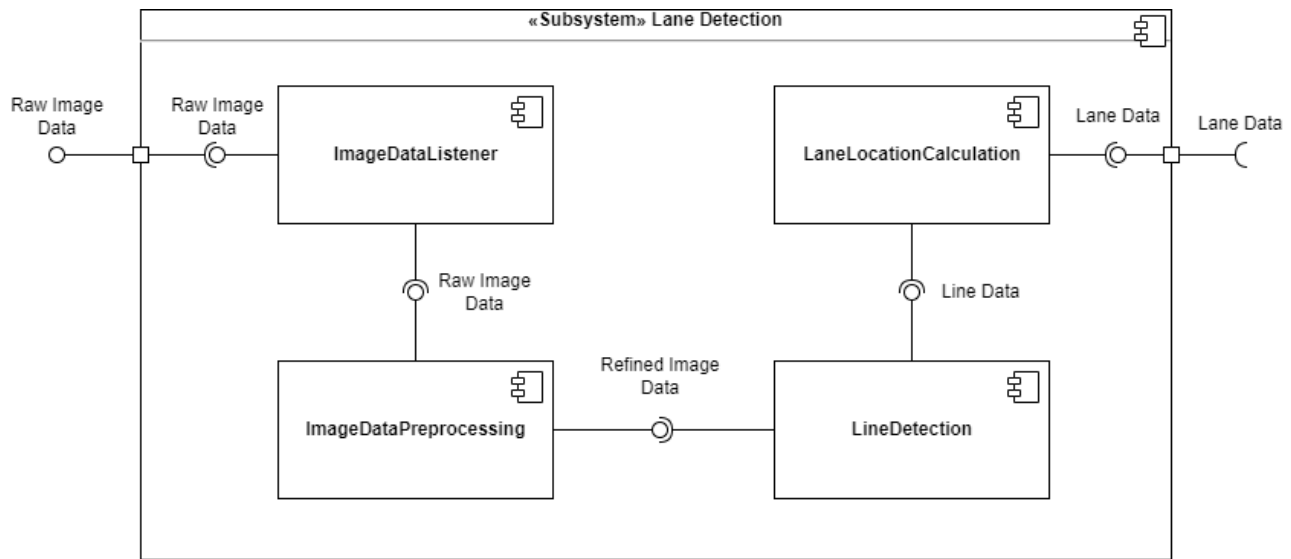 «Subsystem» Lane Detection
Raw Image
Data
Raw Image
Data
ImageDataListener
LaneLocationCalculation
Lane Data
Lane Data
Raw Image
Data
Line Data
Refined Image
Data
ImageDataPreprocessing
LineDetection